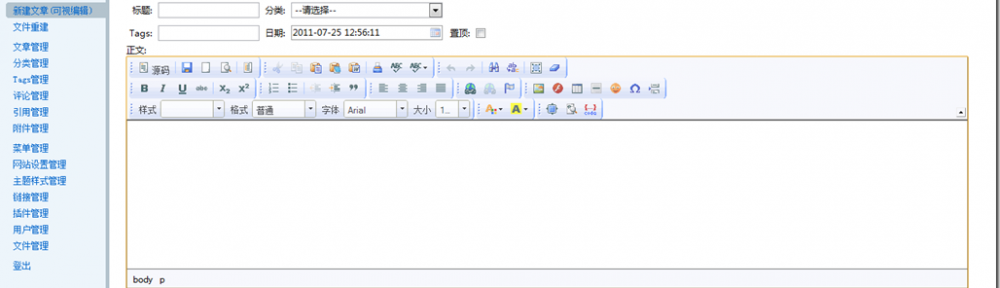 新建文章(可视编辑)
文件重建
文章管理
分类管理
Tags管理
评论管理
引用管理
附件管理
菜单管理
网站设置管理
主题样式管理
链接管理
插件管理
用户管理
文件管理
登出
标题: 分类: --请选择--
Tags: 日期: 2011-07-25 12:56:11 置顶:
正文:
源码 ABC ABC
B I U abc X₂ X² Ω
样式 格式 普通 字体 Arial 大小 1... A A
body p